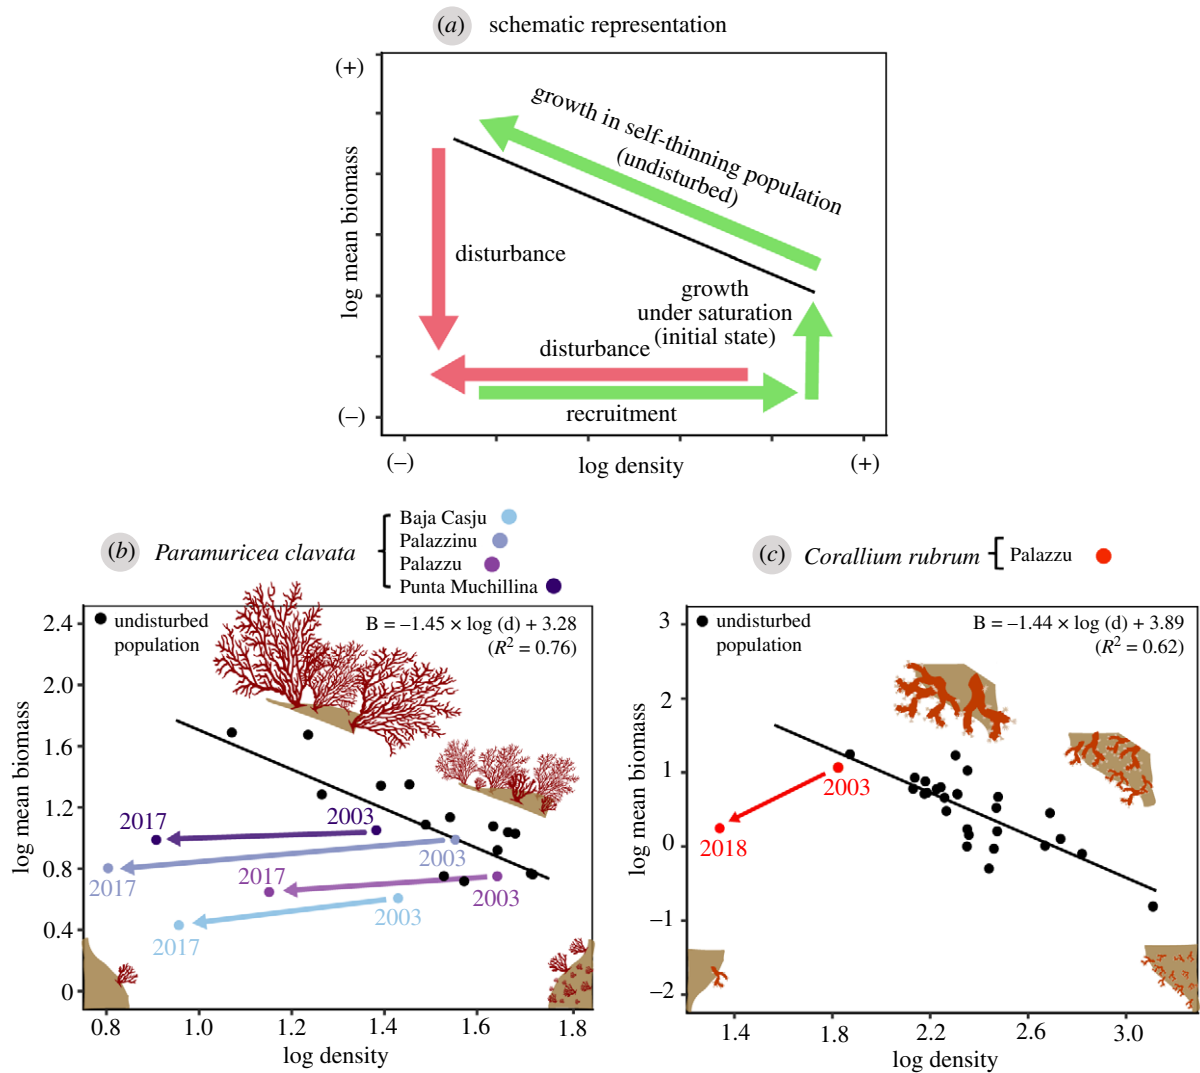 (a) schematic representation
(+)
growth in self-thinning population
(undisturbed)
log mean biomass
disturbance
growth
under saturation
(initial state)
disturbance
recruitment
(–)
(–)
log density
(+)
(b) Paramuricea clavata
Baja Casju
Palazzinu
Palazzu
Punta Muchillina
undisturbed
population
B = –1.45 × log (d) + 3.28
(R2 = 0.76)
2.4
2.0
1.6
1.2
0.8
0.4
0
log mean biomass
2017
2003
2017
2003
2017
2003
2017
2003
0.8
1.0
1.2
1.4
1.6
1.8
log density
(c) Corallium rubrum
Palazzu
undisturbed
population
B = –1.44 × log (d) + 3.89
(R2 = 0.62)
3
2
1
0
–1
–2
log mean biomass
2003
2018
1.4
1.8
2.2
2.6
3.0
log density